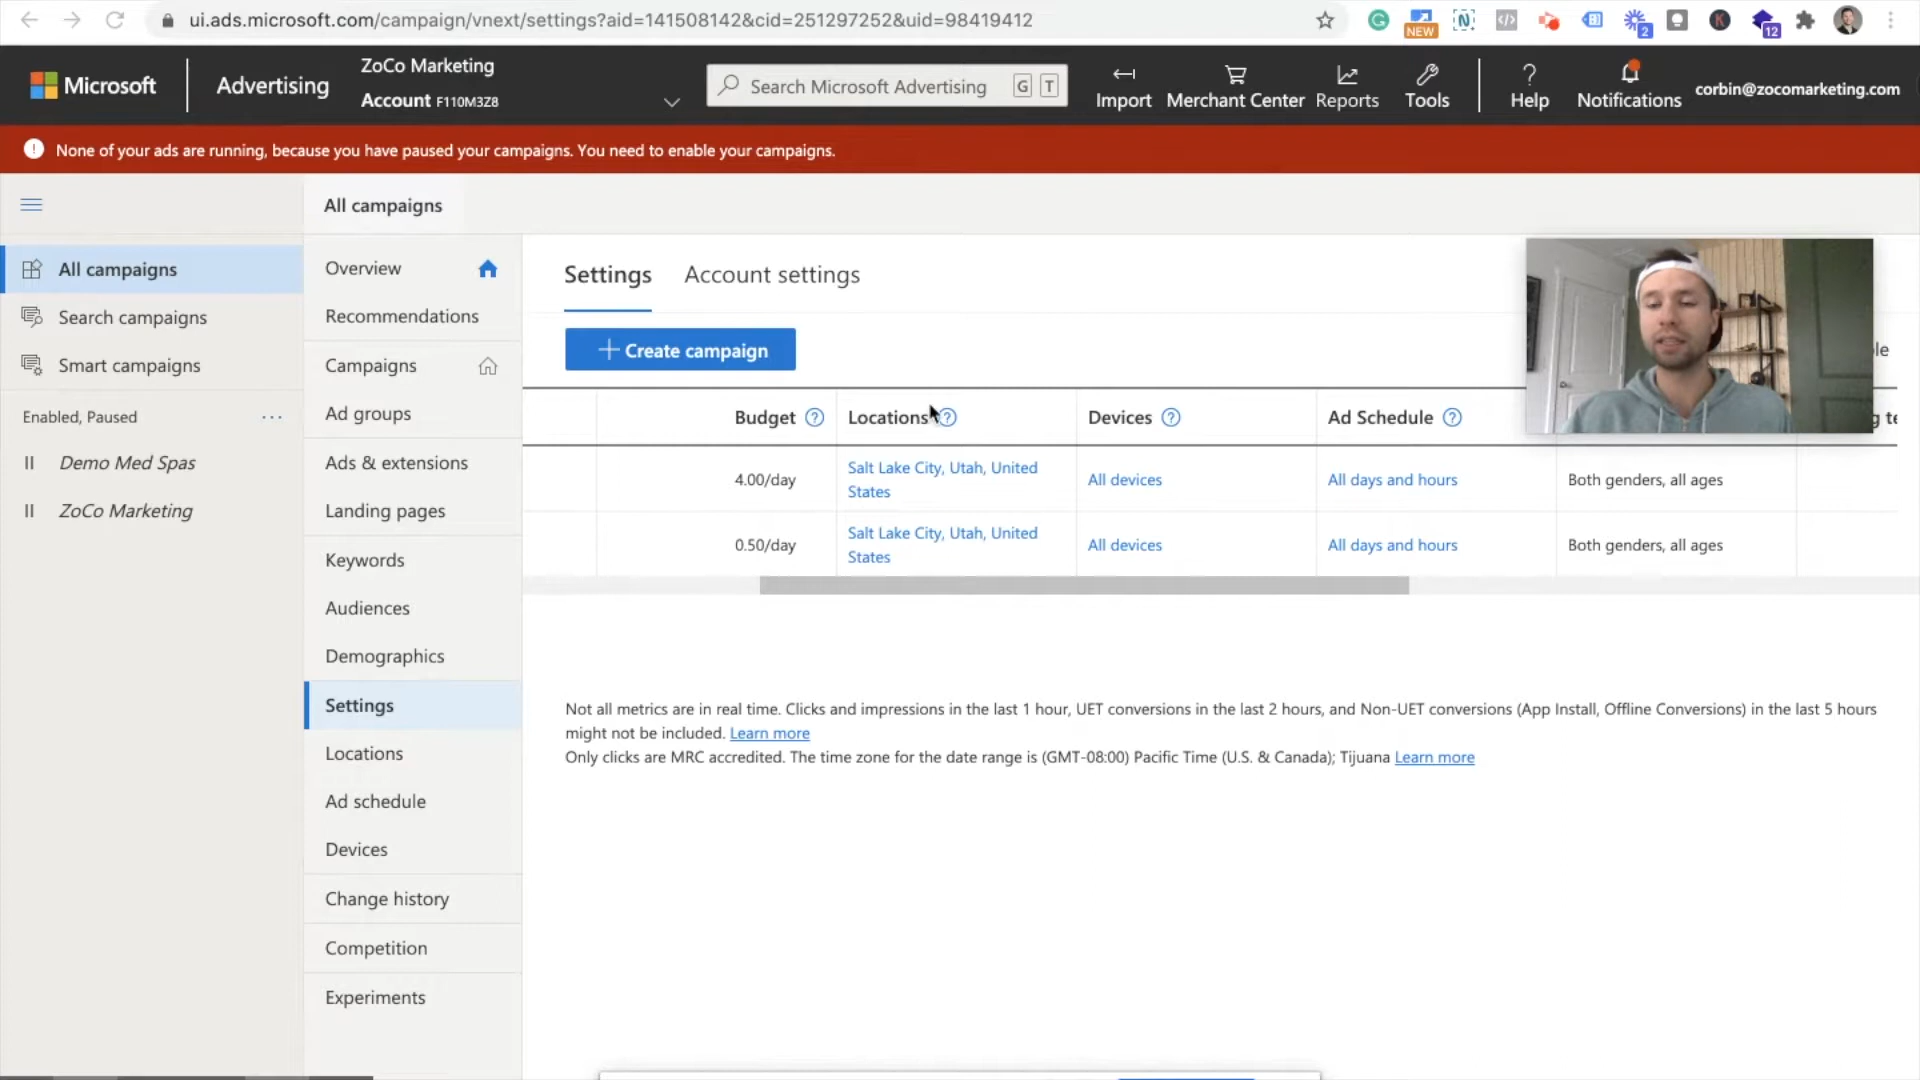 ui.ads.microsoft.com/campaign/vnext/settings?aid=141508142&cid=251297252&uid=98419412
NEW
2
12
Microsoft
Advertising
ZoCo Marketing
Account F110M3Z8
Search Microsoft Advertising
G T
Import
Merchant Center
Reports
Tools
Help
Notifications
corbin@zocomarketing.com
None of your ads are running, because you have paused your campaigns. You need to enable your campaigns.
All campaigns
Search campaigns
Smart campaigns
Enabled, Paused
Demo Med Spas
ZoCo Marketing
All campaigns
Overview
Recommendations
Campaigns
Ad groups
Ads & extensions
Landing pages
Keywords
Audiences
Demographics
Settings
Locations
Ad schedule
Devices
Change history
Competition
Experiments
Settings Account settings
+ Create campaign
Budget Locations Devices Ad Schedule
4.00/day Salt Lake City, Utah, United States All devices All days and hours Both genders, all ages
0.50/day Salt Lake City, Utah, United States All devices All days and hours Both genders, all ages
Not all metrics are in real time. Clicks and impressions in the last 1 hour, UET conversions in the last 2 hours, and Non-UET conversions (App Install, Offline Conversions) in the last 5 hours
might not be included. Learn more
Only clicks are MRC accredited. The time zone for the date range is (GMT-08:00) Pacific Time (U.S. & Canada); Tijuana Learn more